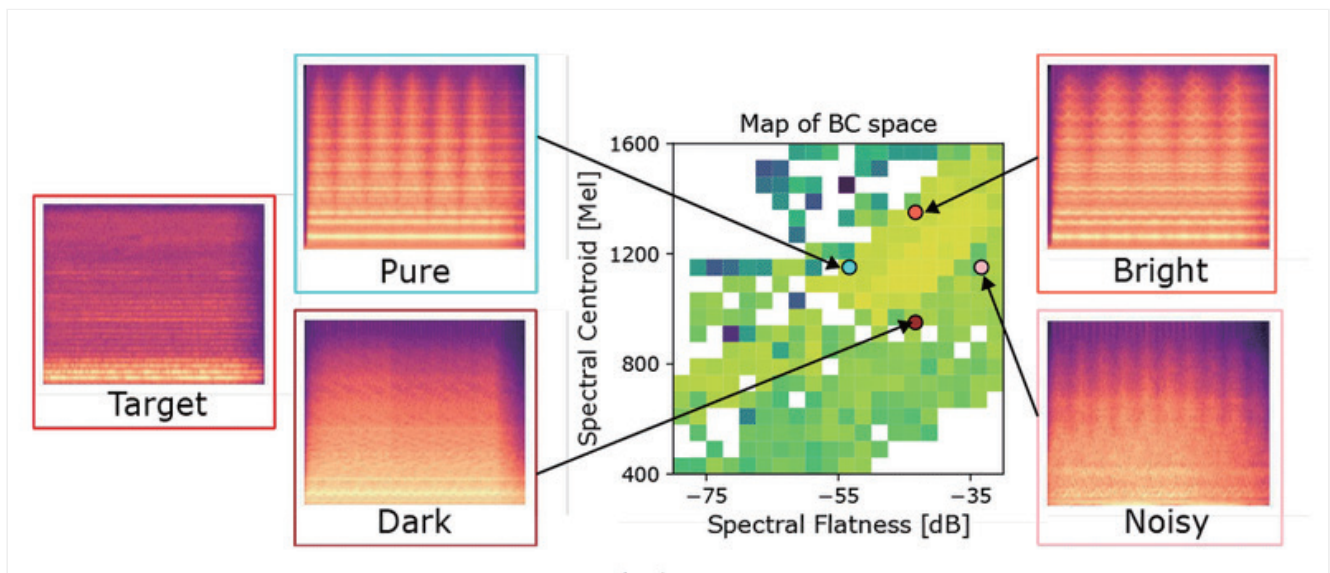 Target
Pure
Dark
Map of BC space
Spectral Centroid [Mel]
1600
1200
800
400
−75
−55
−35
Spectral Flatness [dB]
Bright
Noisy